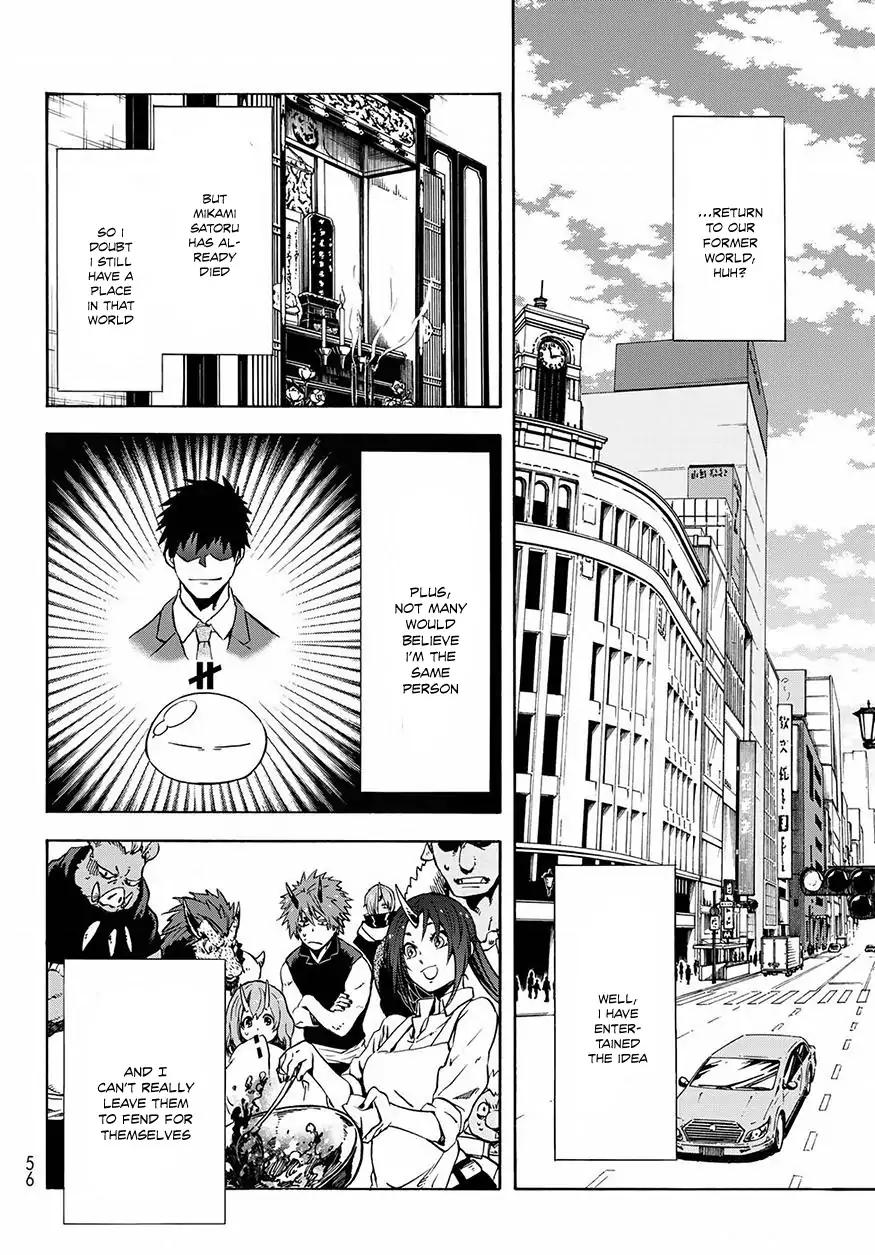 ...RETURN
TO OUR
FORMER
WORLD,
HUH?
WELL,
I HAVE
ENTER-
TAINED
THE IDEA
BUT
MIKAMI
SATORU
HAS AL-
READY
DIED
SO I
DOUBT
I STILL
HAVE A
PLACE
IN THAT
WORLD
PLUS,
NOT MANY
WOULD
BELIEVE
I'M THE
SAME
PERSON
AND I
CAN'T REALLY
LEAVE THEM
TO FEND FOR
THEMSELVES
56